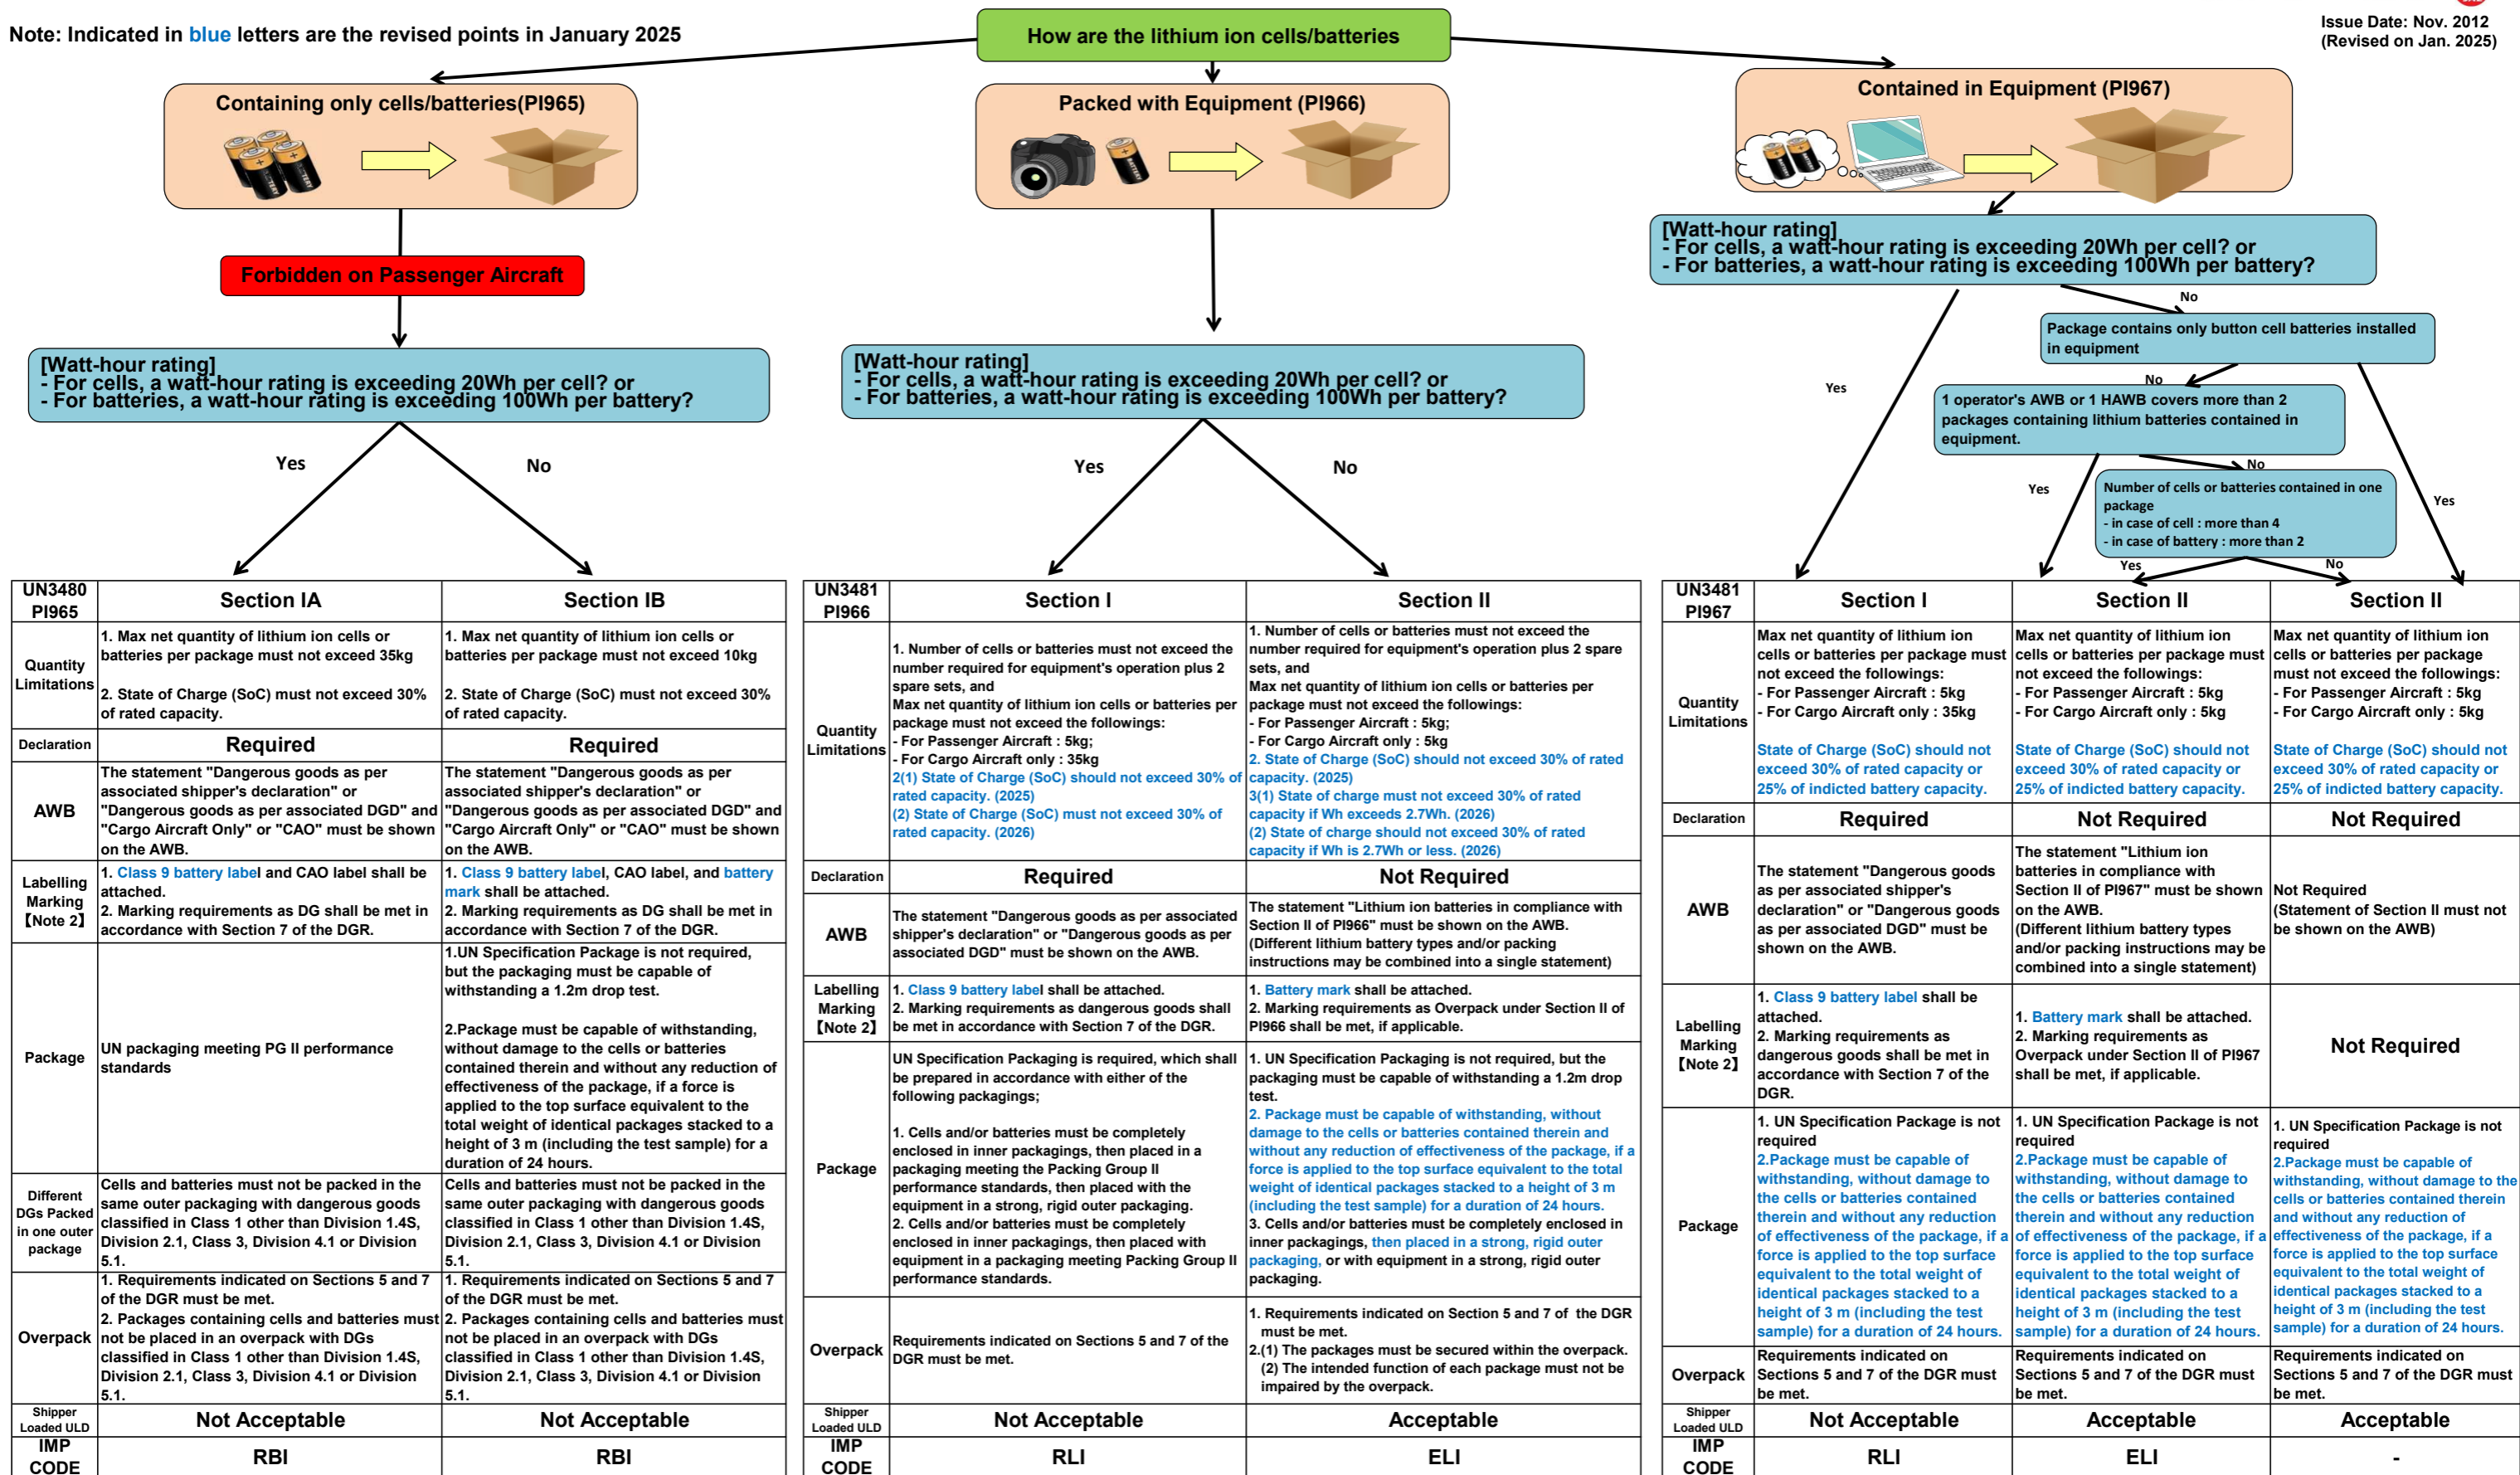 Note: Indicated in blue letters are the revised points in January 2025
How are the lithium ion cells/batteries
Issue Date: Nov. 2012
(Revised on Jan. 2025)
Containing only cells/batteries(PI965)
Forbidden on Passenger Aircraft
[Watt-hour rating]
- For cells, a watt-hour rating is exceeding 20Wh per cell? or
- For batteries, a watt-hour rating is exceeding 100Wh per battery?
Yes
No
Packed with Equipment (PI966)
BATTERY
[Watt-hour rating]
- For cells, a watt-hour rating is exceeding 20Wh per cell? or
- For batteries, a watt-hour rating is exceeding 100Wh per battery?
Yes
No
Contained in Equipment (PI967)
[Watt-hour rating]
- For cells, a watt-hour rating is exceeding 20Wh per cell? or
- For batteries, a watt-hour rating is exceeding 100Wh per battery?
No
Yes
Package contains only button cell batteries installed
in equipment
No
Yes
1 operator's AWB or 1 HAWB covers more than 2
packages containing lithium batteries contained in
equipment.
No
Yes
Number of cells or batteries contained in one
package
- in case of cell : more than 4
- in case of battery : more than 2
Yes
No
UN3480
PI965
Section IA
Section IB
Quantity
Limitations
1. Max net quantity of lithium ion cells or
batteries per package must not exceed 35kg
2. State of Charge (SoC) must not exceed 30%
of rated capacity.
1. Max net quantity of lithium ion cells or
batteries per package must not exceed 10kg
2. State of Charge (SoC) must not exceed 30%
of rated capacity.
Declaration
Required
Required
AWB
The statement "Dangerous goods as per
associated shipper's declaration" or
"Dangerous goods as per associated DGD" and
"Cargo Aircraft Only" or "CAO" must be shown
on the AWB.
The statement "Dangerous goods as per
associated shipper's declaration" or
"Dangerous goods as per associated DGD" and
"Cargo Aircraft Only" or "CAO" must be shown
on the AWB.
Labelling
Marking
【Note 2】
1. Class 9 battery label and CAO label shall be
attached.
2. Marking requirements as DG shall be met in
accordance with Section 7 of the DGR.
1. Class 9 battery label, CAO label, and battery
mark shall be attached.
2. Marking requirements as DG shall be met in
accordance with Section 7 of the DGR.
Package
UN packaging meeting PG II performance
standards
1.UN Specification Package is not required,
but the packaging must be capable of
withstanding a 1.2m drop test.
2.Package must be capable of withstanding,
without damage to the cells or batteries
contained therein and without any reduction of
effectiveness of the package, if a force is
applied to the top surface equivalent to the
total weight of identical packages stacked to a
height of 3 m (including the test sample) for a
duration of 24 hours.
Different
DGs Packed
in one outer
package
Cells and batteries must not be packed in the
same outer packaging with dangerous goods
classified in Class 1 other than Division 1.4S,
Division 2.1, Class 3, Division 4.1 or Division
5.1.
Cells and batteries must not be packed in the
same outer packaging with dangerous goods
classified in Class 1 other than Division 1.4S,
Division 2.1, Class 3, Division 4.1 or Division
5.1.
Overpack
1. Requirements indicated on Sections 5 and 7
of the DGR must be met.
2. Packages containing cells and batteries must
not be placed in an overpack with DGs
classified in Class 1 other than Division 1.4S,
Division 2.1, Class 3, Division 4.1 or Division
5.1.
1. Requirements indicated on Sections 5 and 7
of the DGR must be met.
2. Packages containing cells and batteries must
not be placed in an overpack with DGs
classified in Class 1 other than Division 1.4S,
Division 2.1, Class 3, Division 4.1 or Division
5.1.
Shipper
Loaded ULD
Not Acceptable
Not Acceptable
IMP
CODE
RBI
RBI
UN3481
PI966
Section I
Section II
Quantity
Limitations
1. Number of cells or batteries must not exceed the
number required for equipment's operation plus 2
spare sets, and
Max net quantity of lithium ion cells or batteries per
package must not exceed the followings:
- For Passenger Aircraft : 5kg;
- For Cargo Aircraft only : 35kg
2(1) State of Charge (SoC) should not exceed 30% of
rated capacity. (2025)
(2) State of Charge (SoC) must not exceed 30% of
rated capacity. (2026)
1. Number of cells or batteries must not exceed the
number required for equipment's operation plus 2 spare
sets, and
Max net quantity of lithium ion cells or batteries per
package must not exceed the followings:
- For Passenger Aircraft : 5kg;
- For Cargo Aircraft only : 5kg
2. State of Charge (SoC) should not exceed 30% of rated
capacity. (2025)
3(1) State of charge must not exceed 30% of rated
capacity if Wh exceeds 2.7Wh. (2026)
(2) State of charge should not exceed 30% of rated
capacity if Wh is 2.7Wh or less. (2026)
Declaration
Required
Not Required
AWB
The statement "Dangerous goods as per associated
shipper's declaration" or "Dangerous goods as per
associated DGD" must be shown on the AWB.
The statement "Lithium ion batteries in compliance with
Section II of PI966" must be shown on the AWB.
(Different lithium battery types and/or packing
instructions may be combined into a single statement)
Labelling
Marking
【Note 2】
1. Class 9 battery label shall be attached.
2. Marking requirements as dangerous goods shall
be met in accordance with Section 7 of the DGR.
1. Battery mark shall be attached.
2. Marking requirements as Overpack under Section II of
PI966 shall be met, if applicable.
Package
UN Specification Packaging is required, which shall
be prepared in accordance with either of the
following packagings;
1. Cells and/or batteries must be completely
enclosed in inner packagings, then placed in a
packaging meeting the Packing Group II
performance standards, then placed with the
equipment in a strong, rigid outer packaging.
2. Cells and/or batteries must be completely
enclosed in inner packagings, then placed with
equipment in a packaging meeting Packing Group II
performance standards.
1. UN Specification Packaging is not required, but the
packaging must be capable of withstanding a 1.2m drop
test.
2. Package must be capable of withstanding, without
damage to the cells or batteries contained therein and
without any reduction of effectiveness of the package, if a
force is applied to the top surface equivalent to the total
weight of identical packages stacked to a height of 3 m
(including the test sample) for a duration of 24 hours.
3. Cells and/or batteries must be completely enclosed in
inner packagings, then placed in a strong, rigid outer
packaging, or with equipment in a strong, rigid outer
packaging.
Overpack
Requirements indicated on Sections 5 and 7 of the
DGR must be met.
1. Requirements indicated on Section 5 and 7 of the DGR
must be met.
2.(1) The packages must be secured within the overpack.
(2) The intended function of each package must not be
impaired by the overpack.
Shipper
Loaded ULD
Not Acceptable
Acceptable
IMP
CODE
RLI
ELI
UN3481
PI967
Section I
Section II
Section II
Quantity
Limitations
Max net quantity of lithium ion
cells or batteries per package must
not exceed the followings:
- For Passenger Aircraft : 5kg
- For Cargo Aircraft only : 35kg
State of Charge (SoC) should not
exceed 30% of rated capacity or
25% of indicted battery capacity.
Max net quantity of lithium ion
cells or batteries per package must
not exceed the followings:
- For Passenger Aircraft : 5kg
- For Cargo Aircraft only : 5kg
State of Charge (SoC) should not
exceed 30% of rated capacity or
25% of indicted battery capacity.
Max net quantity of lithium ion
cells or batteries per package
must not exceed the followings:
- For Passenger Aircraft : 5kg
- For Cargo Aircraft only : 5kg
State of Charge (SoC) should not
exceed 30% of rated capacity or
25% of indicted battery capacity.
Declaration
Required
Not Required
Not Required
AWB
The statement "Dangerous goods
as per associated shipper's
declaration" or "Dangerous goods
as per associated DGD" must be
shown on the AWB.
The statement "Lithium ion
batteries in compliance with
Section II of PI967" must be shown
on the AWB.
(Different lithium battery types
and/or packing instructions may be
combined into a single statement)
Not Required
(Statement of Section II must not
be shown on the AWB)
Labelling
Marking
【Note 2】
1. Class 9 battery label shall be
attached.
2. Marking requirements as
dangerous goods shall be met in
accordance with Section 7 of the
DGR.
1. Battery mark shall be attached.
2. Marking requirements as
Overpack under Section II of PI967
shall be met, if applicable.
Not Required
Package
1. UN Specification Package is not
required
2.Package must be capable of
withstanding, without damage to
the cells or batteries contained
therein and without any reduction
of effectiveness of the package, if a
force is applied to the top surface
equivalent to the total weight of
identical packages stacked to a
height of 3 m (including the test
sample) for a duration of 24 hours.
1. UN Specification Package is not
required
2.Package must be capable of
withstanding, without damage to
the cells or batteries contained
therein and without any reduction
of effectiveness of the package, if a
force is applied to the top surface
equivalent to the total weight of
identical packages stacked to a
height of 3 m (including the test
sample) for a duration of 24 hours.
1. UN Specification Package is not
required
2.Package must be capable of
withstanding, without damage to the
cells or batteries contained therein
and without any reduction of
effectiveness of the package, if a
force is applied to the top surface
equivalent to the total weight of
identical packages stacked to a
height of 3 m (including the test
sample) for a duration of 24 hours.
Overpack
Requirements indicated on
Sections 5 and 7 of the DGR must
be met.
Requirements indicated on
Sections 5 and 7 of the DGR must
be met.
Requirements indicated on
Sections 5 and 7 of the DGR must
be met.
Shipper
Loaded ULD
Not Acceptable
Acceptable
Acceptable
IMP
CODE
RLI
ELI
-